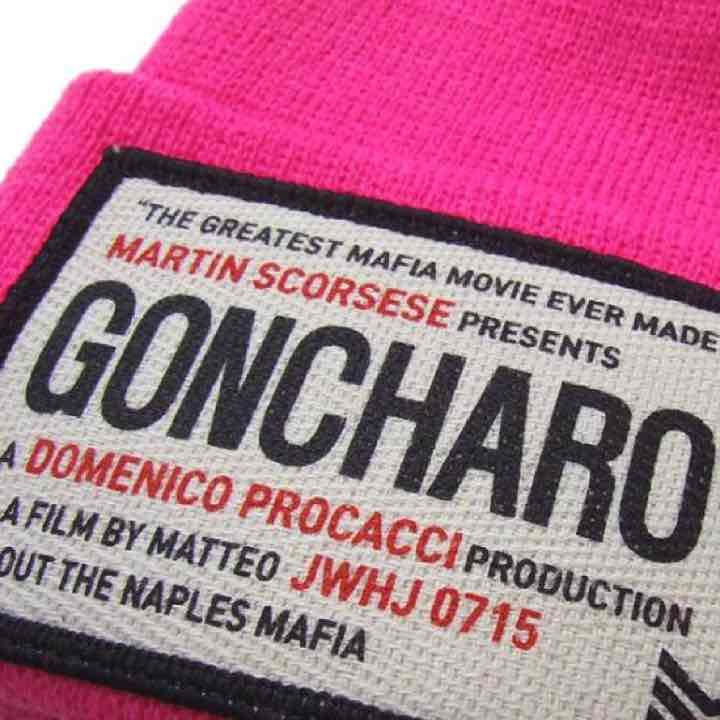 "THE GREATEST MAFIA MOVIE EVER MADE
MARTIN SCORSESE PRESENTS
GONCHARO
A DOMENICO PROCACCI PRODUCTION
A FILM BY MATTEO JWHJ 0715
OUT THE NAPLES MAFIA